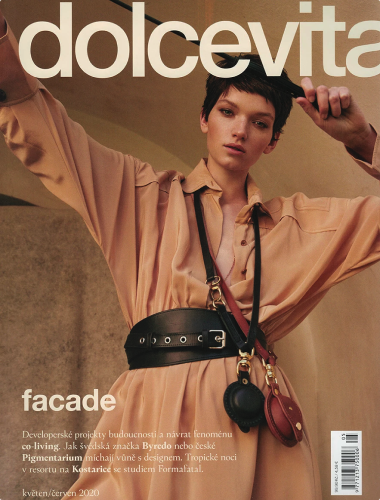 dolcevita
facade
Developerské projekty budoucnosti a návrat fenoménu
co-living. Jak švédská značka Byredo nebo české
Pigmentarium míchají vůně s designem. Tropické noci
v resortu na Kostarice se studiem Formafatal.
květen/červen 2020